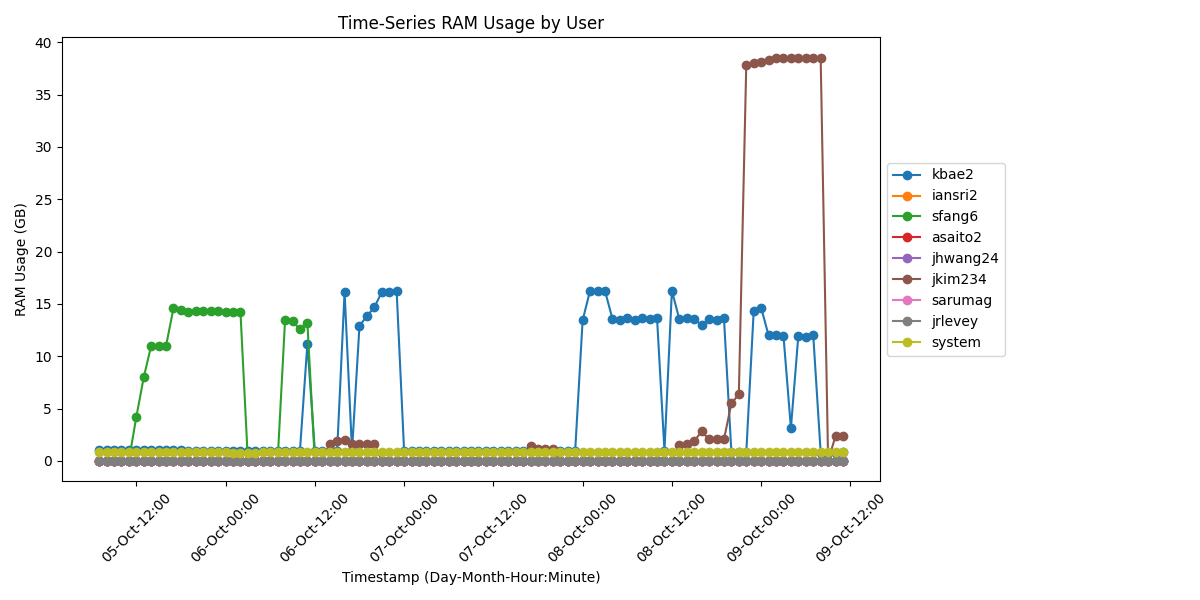 Time-Series RAM Usage by User
40
35
30
25
20
15
10
5
0
RAM Usage (GB)
05-Oct-12:00
06-Oct-00:00
06-Oct-12:00
07-Oct-00:00
07-Oct-12:00
08-Oct-00:00
08-Oct-12:00
09-Oct-00:00
09-Oct-12:00
Timestamp (Day-Month-Hour:Minute)
kbae2
iansri2
sfang6
asaito2
jhwang24
jkim234
sarumag
jrlevey
system